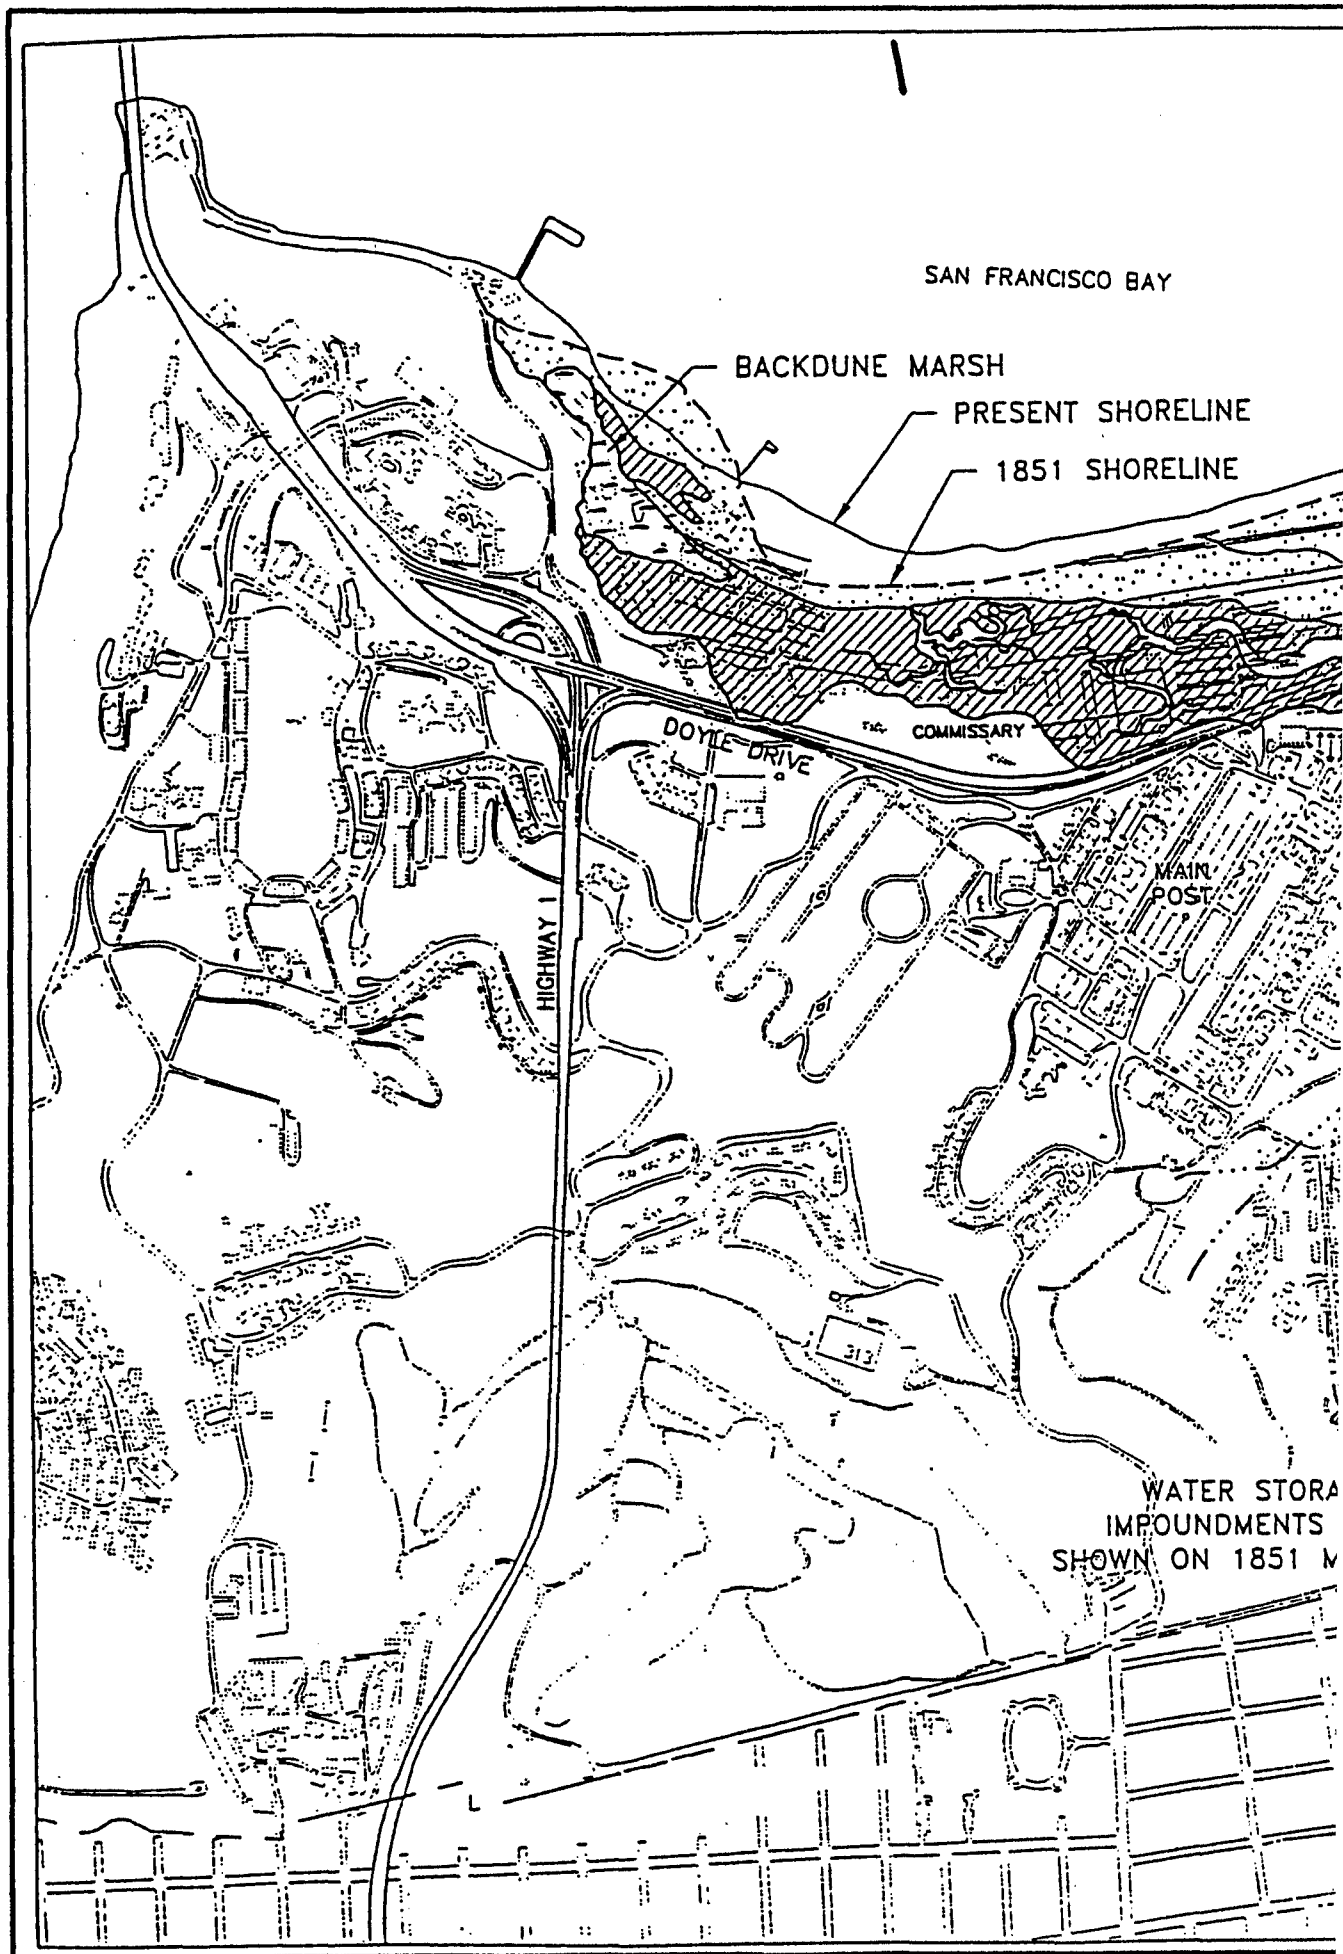 SAN FRANCISCO BAY
BACKDUNE MARSH
PRESENT SHORELINE
1851 SHORELINE
COMMISSARY
DOYLE DRIVE
MAIN
POST
HIGHWAY 1
313
WATER STORA
IMPOUNDMENTS
SHOWN ON 1851 M